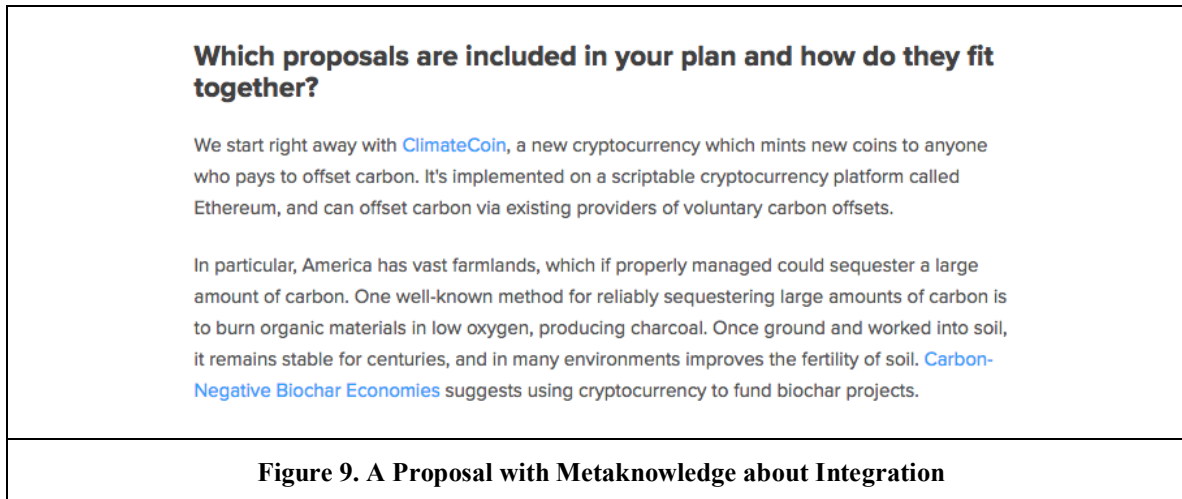 Which proposals are included in your plan and how do they fit
together?
We start right away with ClimateCoin, a new cryptocurrency which mints new coins to anyone
who pays to offset carbon. It's implemented on a scriptable cryptocurrency platform called
Ethereum, and can offset carbon via existing providers of voluntary carbon offsets.
In particular, America has vast farmlands, which if properly managed could sequester a large
amount of carbon. One well-known method for reliably sequestering large amounts of carbon is
to burn organic materials in low oxygen, producing charcoal. Once ground and worked into soil,
it remains stable for centuries, and in many environments improves the fertility of soil. Carbon-
Negative Biochar Economies suggests using cryptocurrency to fund biochar projects.
Figure 9. A Proposal with Metaknowledge about Integration